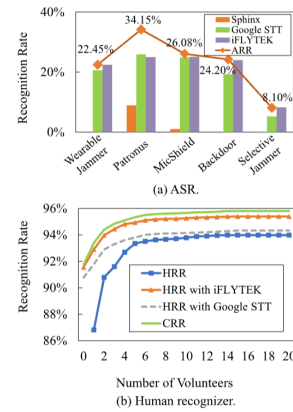 40%
20%
0%
Recognition Rate
Sphinx
Google STT
iFLYTEK
ARR
22.45%
34.15%
26.08%
24.20%
8.10%
Wearable
Jammer
Patronus
MicShield
Backdoor
Selective
Jammer
(a) ASR.
96%
94%
92%
90%
88%
86%
Recognition Rate
HRR
HRR with iFLYTEK
HRR with Google STT
CRR
0 2 4 6 8 10 12 14 16 18 20
Number of Volunteers
(b) Human recognizer.